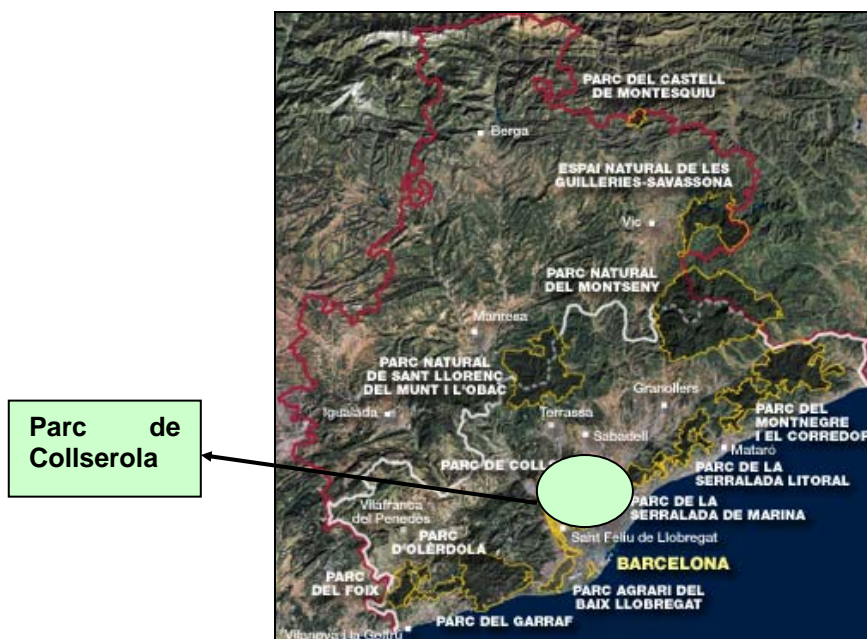 PARC DEL CASTELL
DE MONTESQUIU
Berga
ESPAI NATURAL DE LES
GUILLERIES-SAVASSONA
Vic
PARC NATURAL
DEL MONTSENY
Manresa
PARC NATURAL
DE SANT LLORENÇ
DEL MUNT I L'OBAC
Granollers
Igualada
Terrassa
PARC DEL
MONTNEGRE
I EL CORREDOR
Parc de
Collserola
Sabadell
Mataró
PARC DE COLL
PARC DE LA
SERRALADA LITORAL
Vilafranca
del Penedès
PARC DE LA
SERRALADA DE MARINA
Sant Feliu de Llobregat
PARC
D'OLÈRDOLA
BARCELONA
PARC
DEL FOIX
PARC AGRARI DEL
BAIX LLOBREGAT
PARC DEL GARRAF
Vilanova i la Geltrú